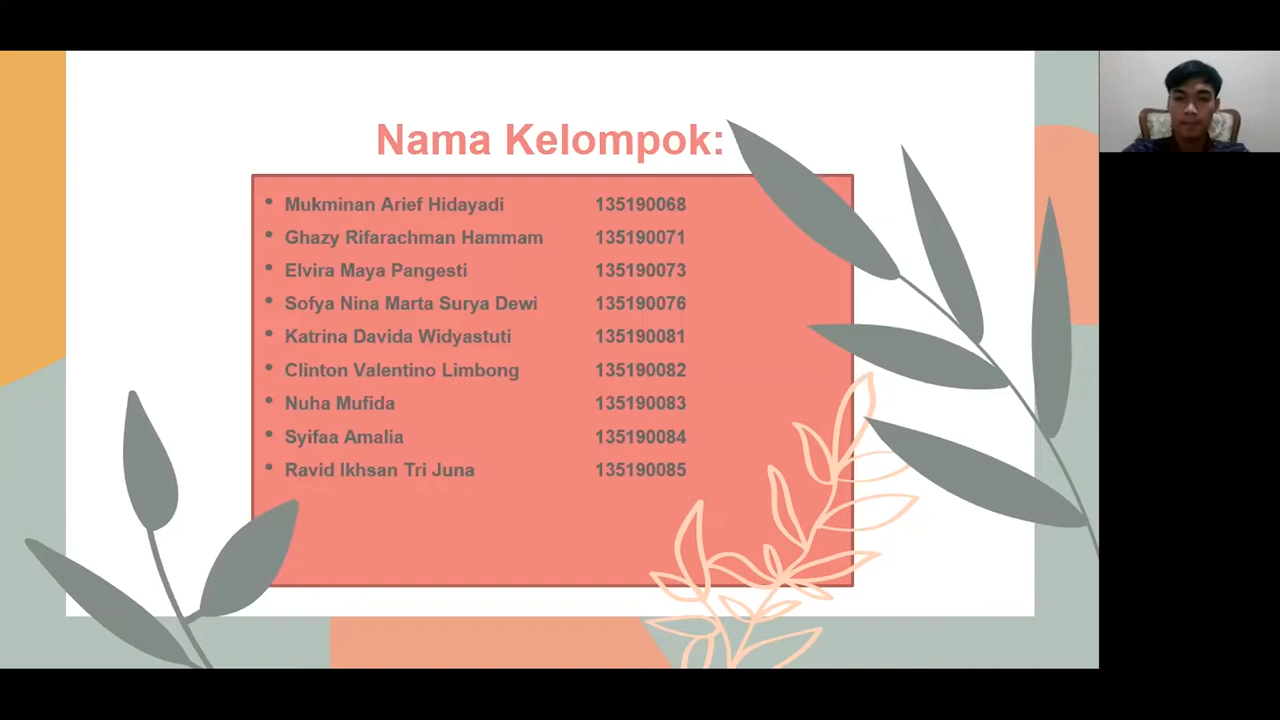 Nama Kelompok:
• Mukminan Arief Hidayadi 135190068
• Ghazy Rifarachman Hammam 135190071
• Elvira Maya Pangesti 135190073
• Sofya Nina Marta Surya Dewi 135190076
• Katrina Davida Widyastuti 135190081
• Clinton Valentino Limbong 135190082
• Nuha Mufida 135190083
• Syifaa Amalia 135190084
• Ravid Ikhsan Tri Juna 135190085